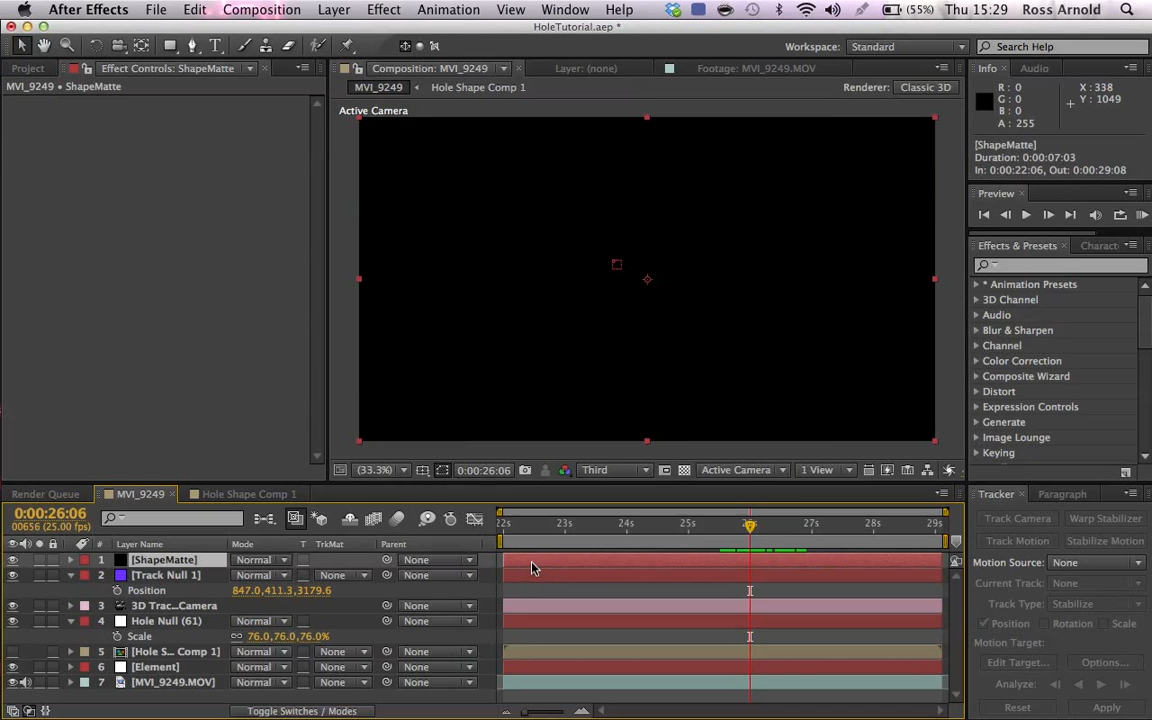 After Effects File Edit Composition Layer Effect Animation View Window Help (55%) Thu 15:29 Ross Arnold
HoleTutorial.aep *
T Workspace: Standard Search Help
Project Effect Controls: ShapeMatte Composition: MVI_9249 Layer: (none) Footage: MVI_9249.MOV Info Audio
MVI_9249 • ShapeMatte MVI_9249 Hole Shape Comp 1 Renderer: Classic 3D
Active Camera
R: 0 X: 338
G: 0 Y: 1049
B: 0
A: 255
[ShapeMatte]
Duration: 0:00:07:03
In: 0:00:22:06, Out: 0:00:29:08
Preview
Effects & Presets Charact
* Animation Presets
3D Channel
Audio
Blur & Sharpen
Channel
Color Correction
Composite Wizard
Distort
Expression Controls
Generate
Image Lounge
Keying
(33.3%) 0:00:26:06 Third Active Camera 1 View
Render Queue MVI_9249 Hole Shape Comp 1 Tracker Paragraph
0:00:26:06
00656 (25.00 fps)
22s 23s 24s 25s 27s 28s 29s
Layer Name Mode T TrkMat Parent
1 [ShapeMatte] Normal None
2 [Track Null 1] Normal None None
Position 847.0,411.3,3179.6
3 3D Trac...Camera None
4 Hole Null (61) Normal None None
Scale 76.0,76.0,76.0%
5 [Hole S... Comp 1] Normal None None
6 [Element] Normal None None
7 [MVI_9249.MOV] Normal None None
Toggle Switches / Modes
Track Camera Warp Stabilizer
Track Motion Stabilize Motion
Motion Source: None
Current Track: None
Track Type: Stabilize
Position Rotation Scale
Motion Target:
Edit Target... Options...
Analyze:
Reset Apply